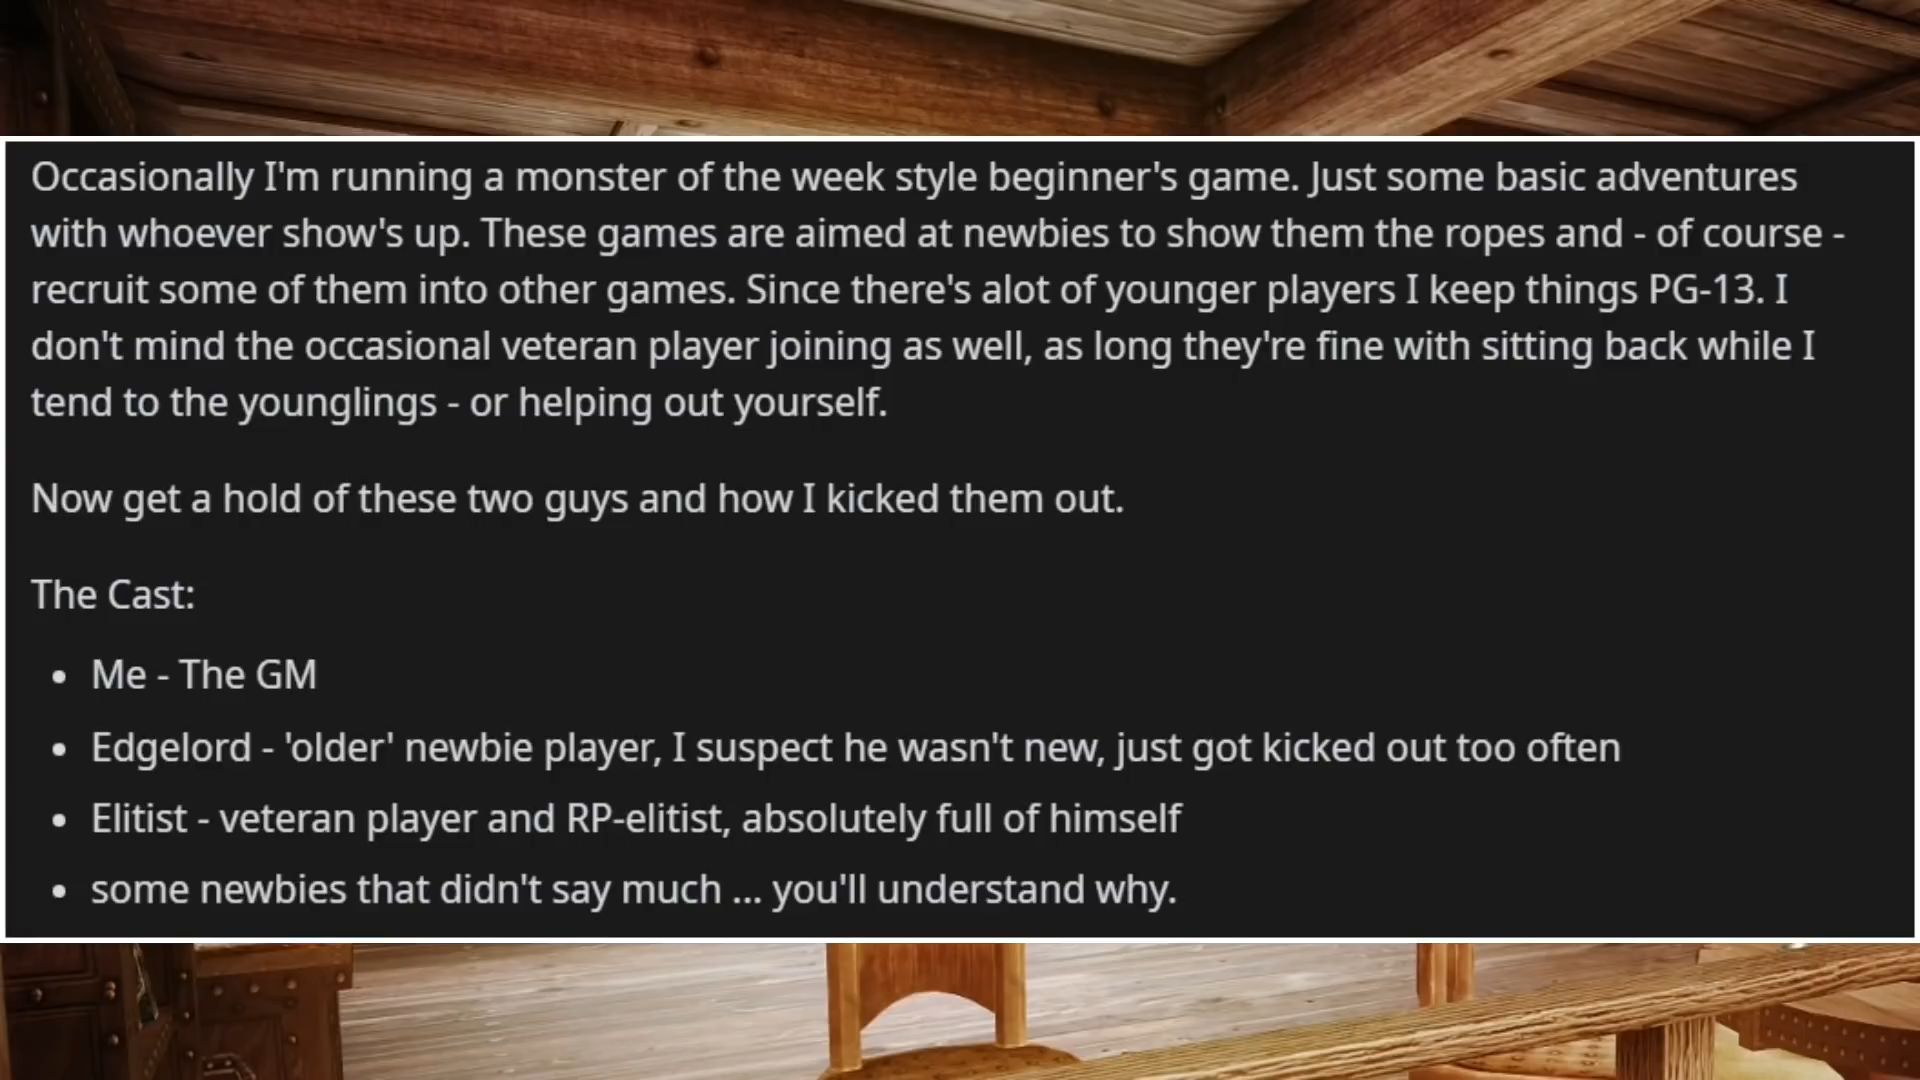 Occasionally I'm running a monster of the week style beginner's game. Just some basic adventures
with whoever show's up. These games are aimed at newbies to show them the ropes and - of course -
recruit some of them into other games. Since there's alot of younger players I keep things PG-13. I
don't mind the occasional veteran player joining as well, as long they're fine with sitting back while I
tend to the younglings - or helping out yourself.
Now get a hold of these two guys and how I kicked them out.
The Cast:
• Me - The GM
• Edgelord - 'older' newbie player, I suspect he wasn't new, just got kicked out too often
• Elitist - veteran player and RP-elitist, absolutely full of himself
• some newbies that didn't say much ... you'll understand why.